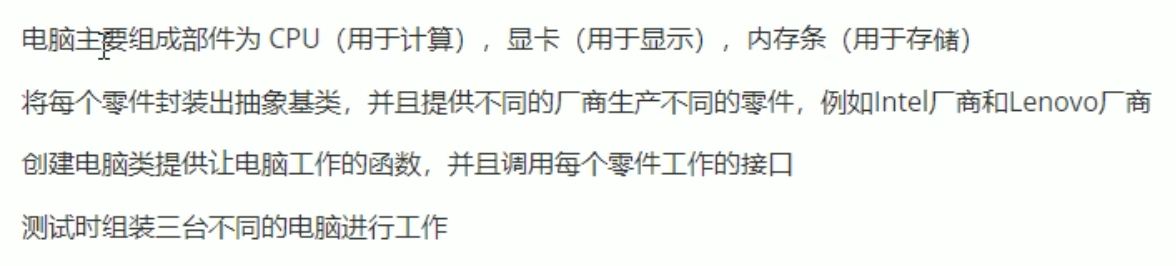 电脑主要组成部件为 CPU（用于计算），显卡（用于显示），内存条（用于存储）
将每个零件封装出抽象基类，并且提供不同的厂商生产不同的零件，例如Intel厂商和Lenovo厂商
创建电脑类提供让电脑工作的函数，并且调用每个零件工作的接口
测试时组装三台不同的电脑进行工作